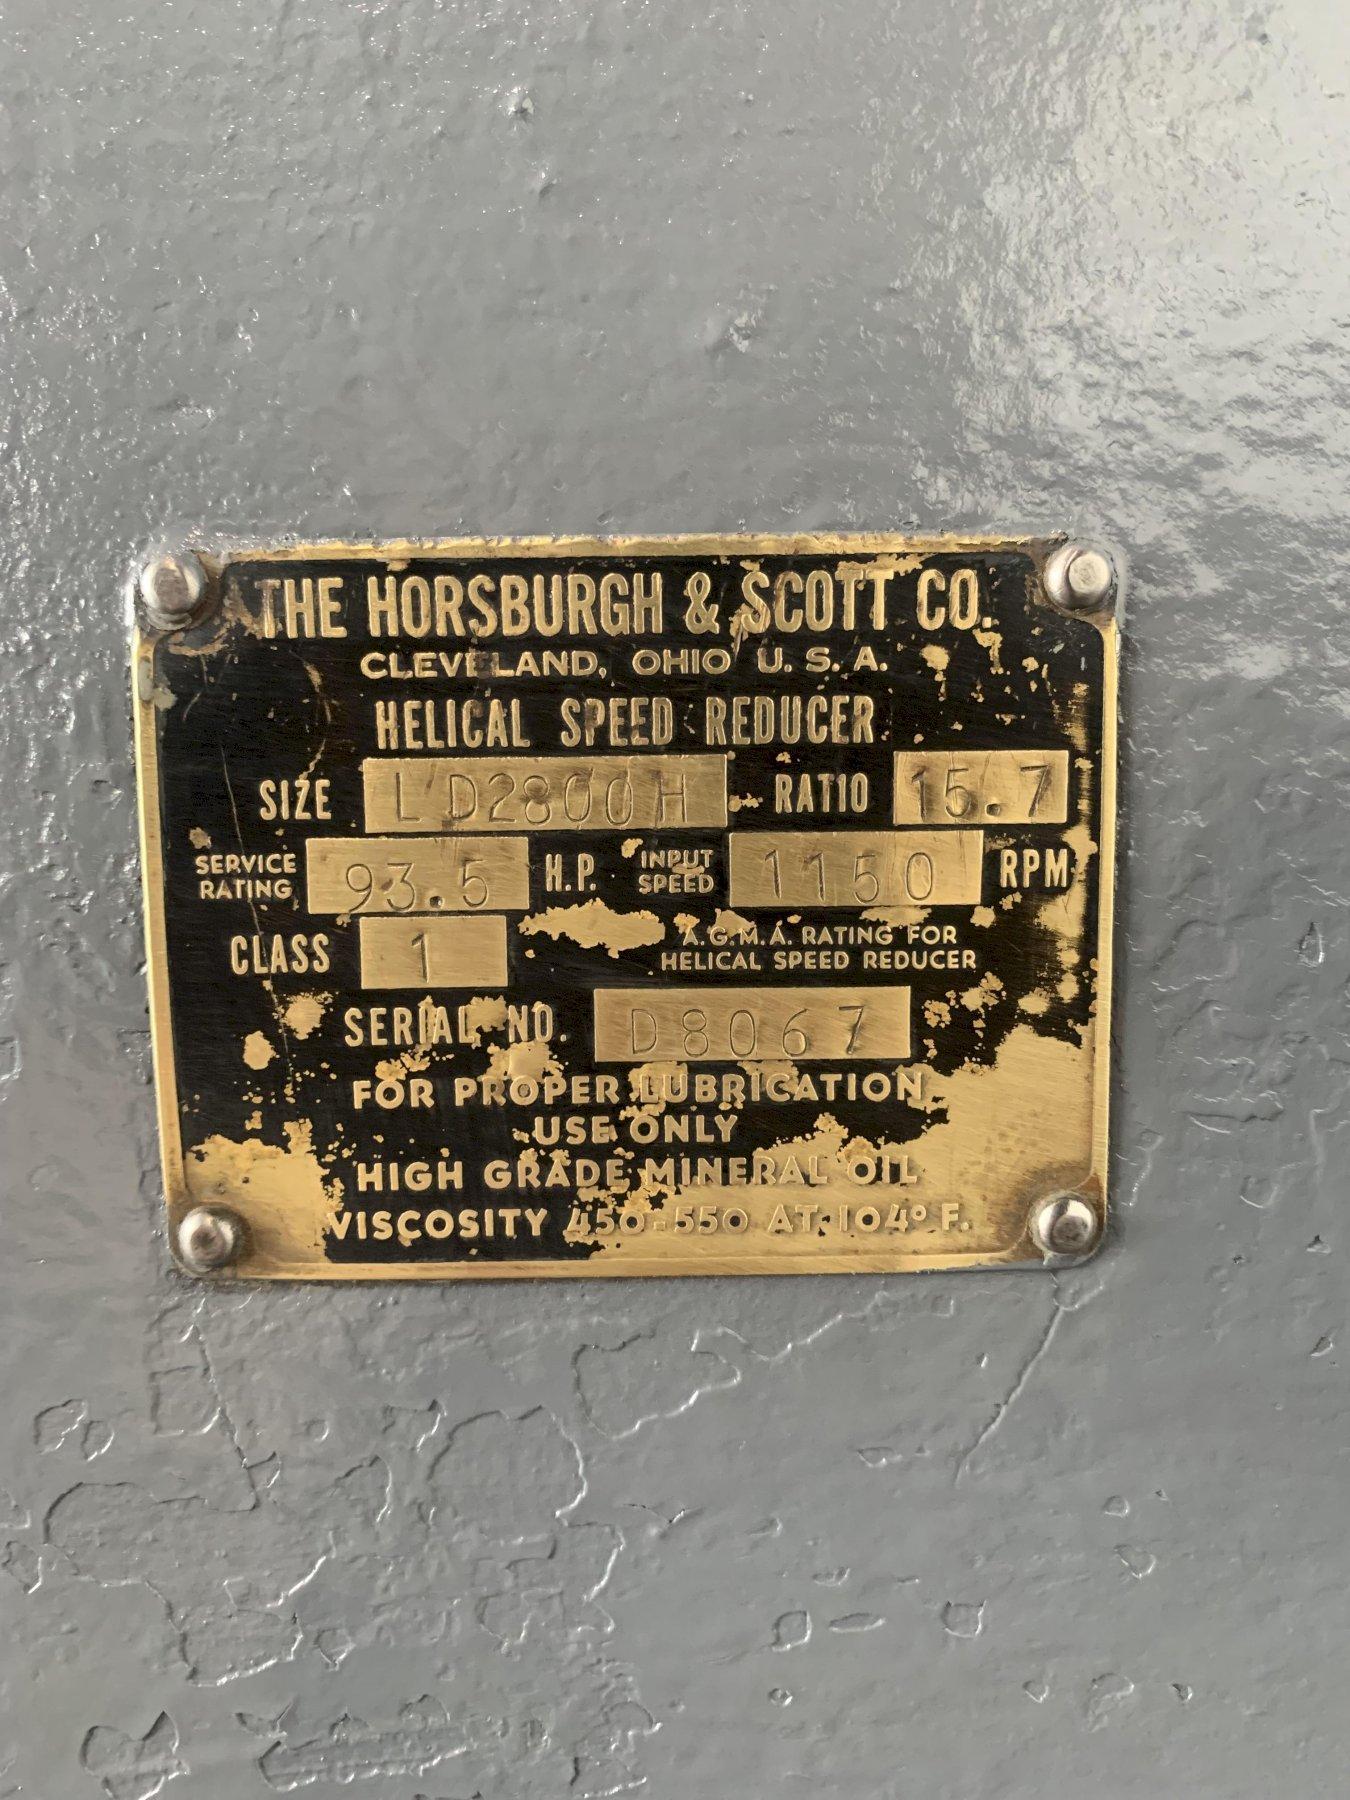 THE HORSBURGH & SCOTT CO.
CLEVELAND, OHIO U. S. A.
HELICAL SPEED REDUCER
SIZE LD2800H RATIO 15.7
SERVICE RATING 93.5 H.P. INPUT SPEED 1150 RPM
CLASS 1 A.G.M.A. RATING FOR
HELICAL SPEED REDUCER
SERIAL NO. D8067
FOR PROPER LUBRICATION
USE ONLY
HIGH GRADE MINERAL OIL
VISCOSITY 450-550 AT 104° F.